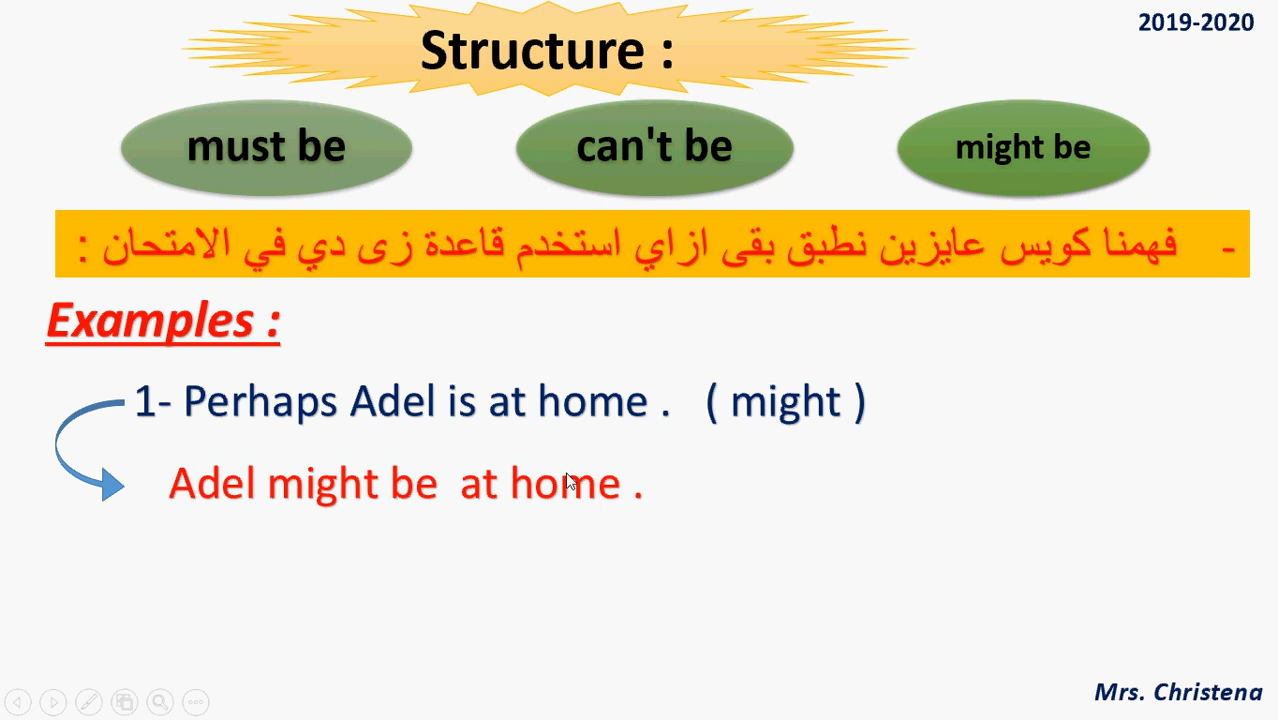 2019-2020
Structure :
must be can't be might be
- فهمنا كويس عايزين نطبق بقى ازاي استخدم قاعدة زى دي في الامتحان :
Examples :
1- Perhaps Adel is at home . ( might )
Adel might be at home .
Mrs. Christena